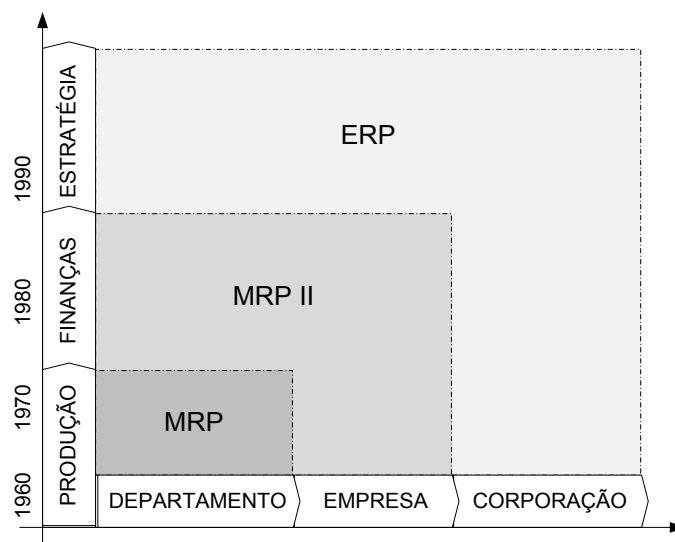 ESTRATÉGIA
1990
ERP
FINANÇAS
1980
MRP II
PRODUÇÃO
1970
MRP
1960
DEPARTAMENTO
EMPRESA
CORPORAÇÃO